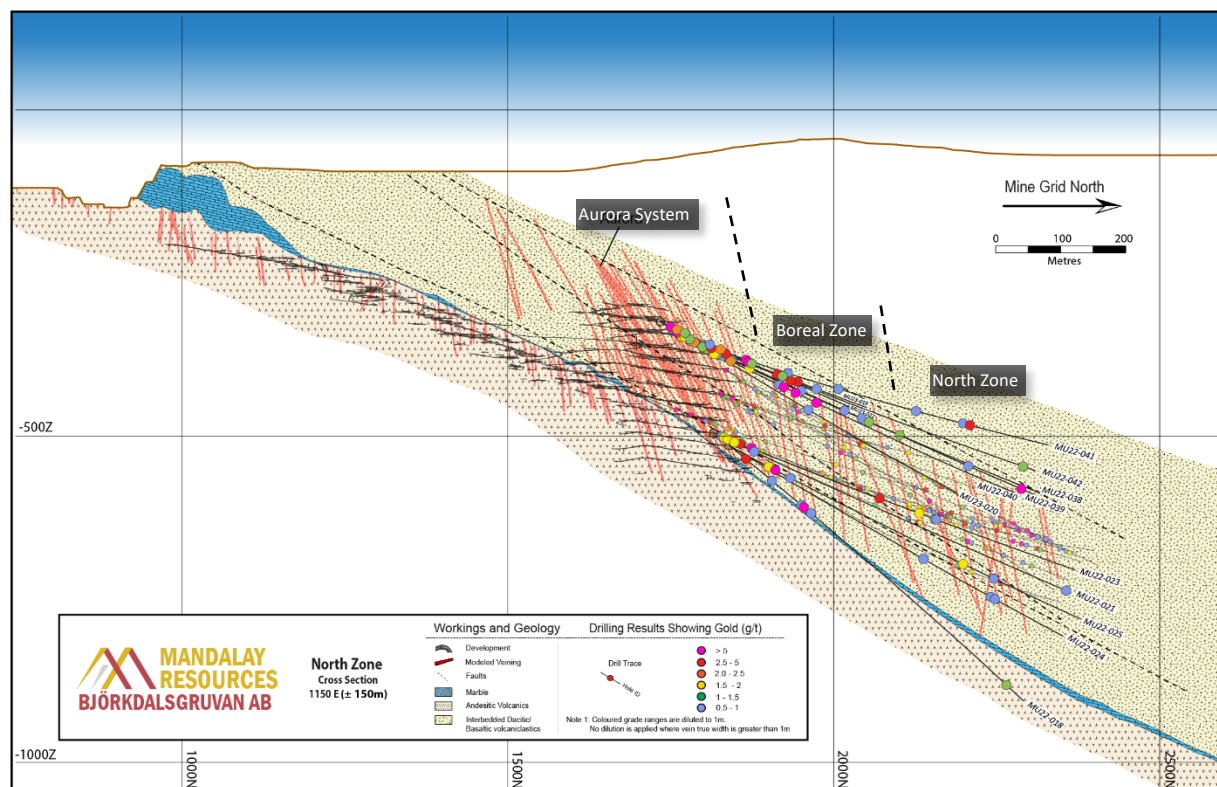 Mine Grid North
0 100 200
Metres
Aurora System
Boreal Zone
North Zone
-500Z
MU22-041
MU22-042
MU22-038
MU22-039
MU22-040
MU23-020
MU22-023
MU22-021
MU22-025
MU22-024
MU22-018
MANDALAY
RESOURCES
BJÖRKDALSGRUVAN AB
North Zone
Cross Section
1150 E (± 150m)
Workings and Geology
Development
Modeled Veining
Faults
Marble
Andesitic Volcanics
Interbedded Dacitic/
Basaltic volcaniclastics
Drilling Results Showing Gold (g/t)
Drill Trace
Hole ID
> 5
2.5 - 5
2.0 - 2.5
1.5 - 2
1 - 1.5
0.5 - 1
Note 1: Coloured grade ranges are diluted to 1m.
No dilution is applied where vein true width is greater than 1m
-1000Z
1000N
1500N
2000N
2500N